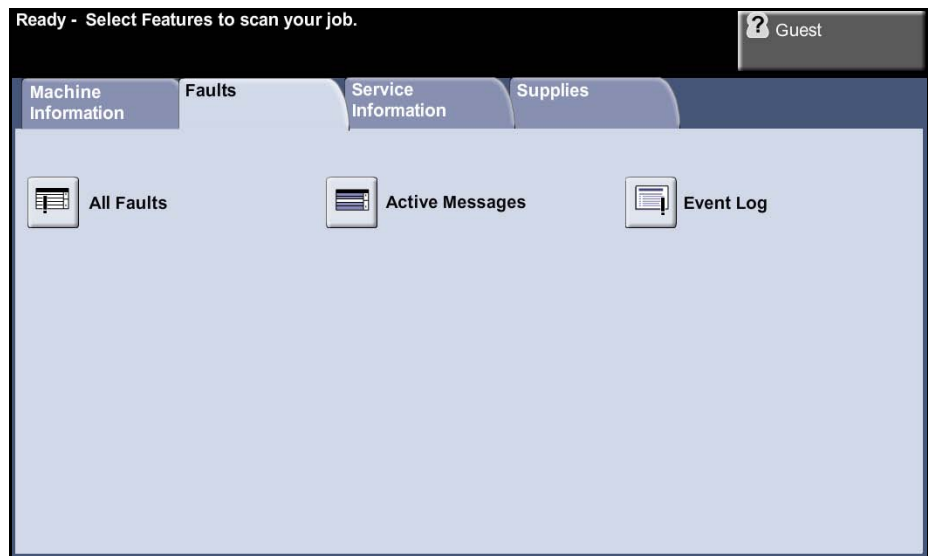 Ready - Select Features to scan your job.
? Guest
Machine Information
Faults
Service Information
Supplies
All Faults
Active Messages
Event Log